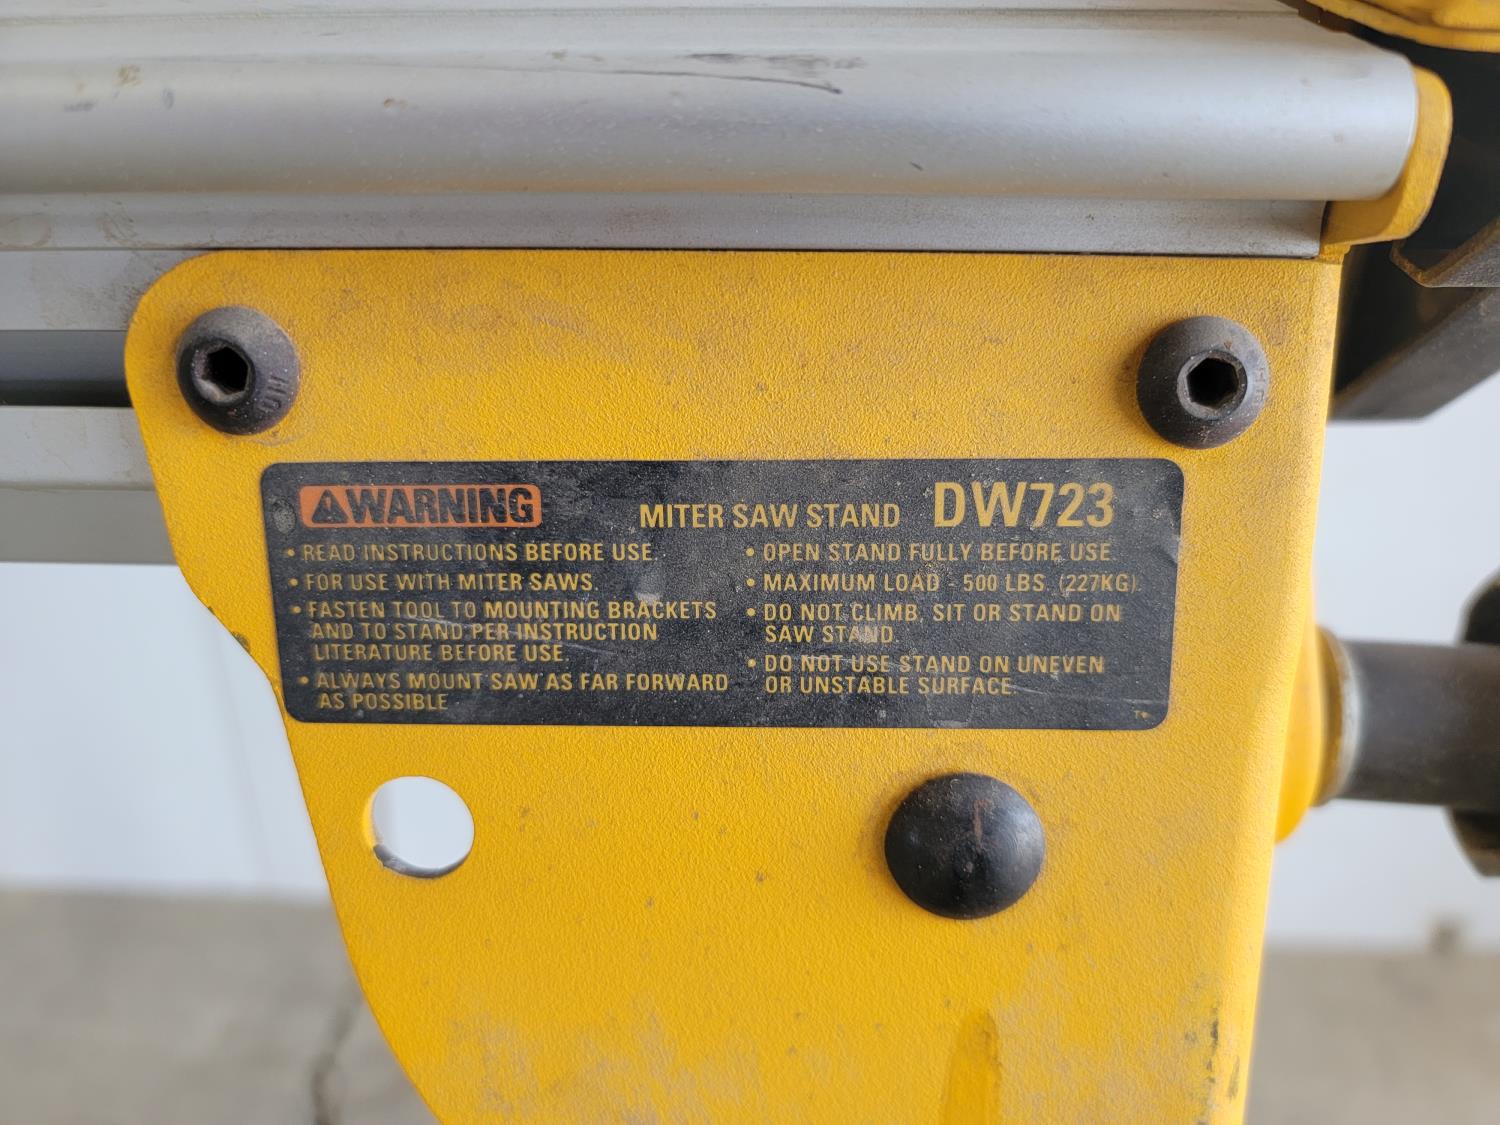 ⚠WARNING
MITER SAW STAND DW723
• READ INSTRUCTIONS BEFORE USE.
• FOR USE WITH MITER SAWS.
• FASTEN TOOL TO MOUNTING BRACKETS
AND TO STAND PER INSTRUCTION
LITERATURE BEFORE USE.
• ALWAYS MOUNT SAW AS FAR FORWARD
AS POSSIBLE
• OPEN STAND FULLY BEFORE USE.
• MAXIMUM LOAD - 500 LBS. (227KG).
• DO NOT CLIMB, SIT OR STAND ON
SAW STAND.
• DO NOT USE STAND ON UNEVEN
OR UNSTABLE SURFACE.